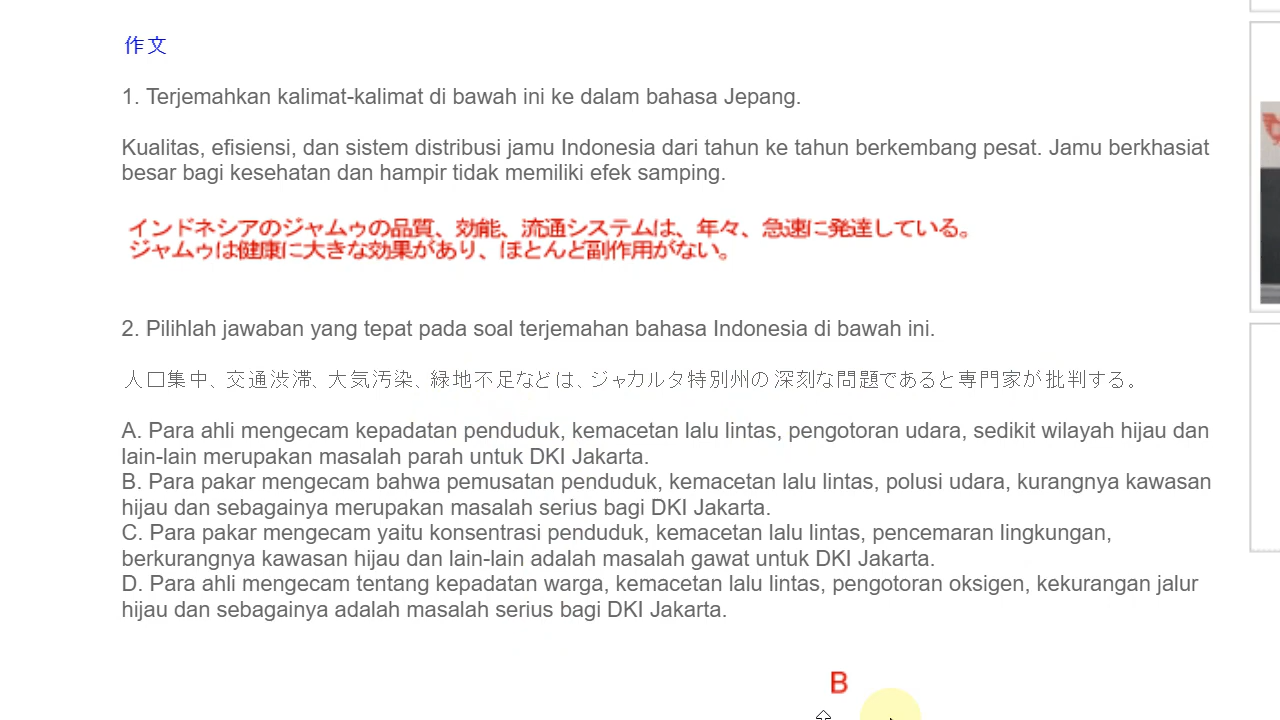 作文
1. Terjemahkan kalimat-kalimat di bawah ini ke dalam bahasa Jepang.
Kualitas, efisiensi, dan sistem distribusi jamu Indonesia dari tahun ke tahun berkembang pesat. Jamu berkhasiat
besar bagi kesehatan dan hampir tidak memiliki efek samping.
インドネシアのジャムゥの品質、効能、流通システムは、年々、急速に発達している。
ジャムゥは健康に大きな効果があり、ほとんど副作用がない。
2. Pilihlah jawaban yang tepat pada soal terjemahan bahasa Indonesia di bawah ini.
人口集中、交通渋滞、大気汚染、緑地不足などは、ジャカルタ特別州の深刻な問題であると専門家が批判する。
A. Para ahli mengecam kepadatan penduduk, kemacetan lalu lintas, pengotoran udara, sedikit wilayah hijau dan
lain-lain merupakan masalah parah untuk DKI Jakarta.
B. Para pakar mengecam bahwa pemusatan penduduk, kemacetan lalu lintas, polusi udara, kurangnya kawasan
hijau dan sebagainya merupakan masalah serius bagi DKI Jakarta.
C. Para pakar mengecam yaitu konsentrasi penduduk, kemacetan lalu lintas, pencemaran lingkungan,
berkurangnya kawasan hijau dan lain-lain adalah masalah gawat untuk DKI Jakarta.
D. Para ahli mengecam tentang kepadatan warga, kemacetan lalu lintas, pengotoran oksigen, kekurangan jalur
hijau dan sebagainya adalah masalah serius bagi DKI Jakarta.
B